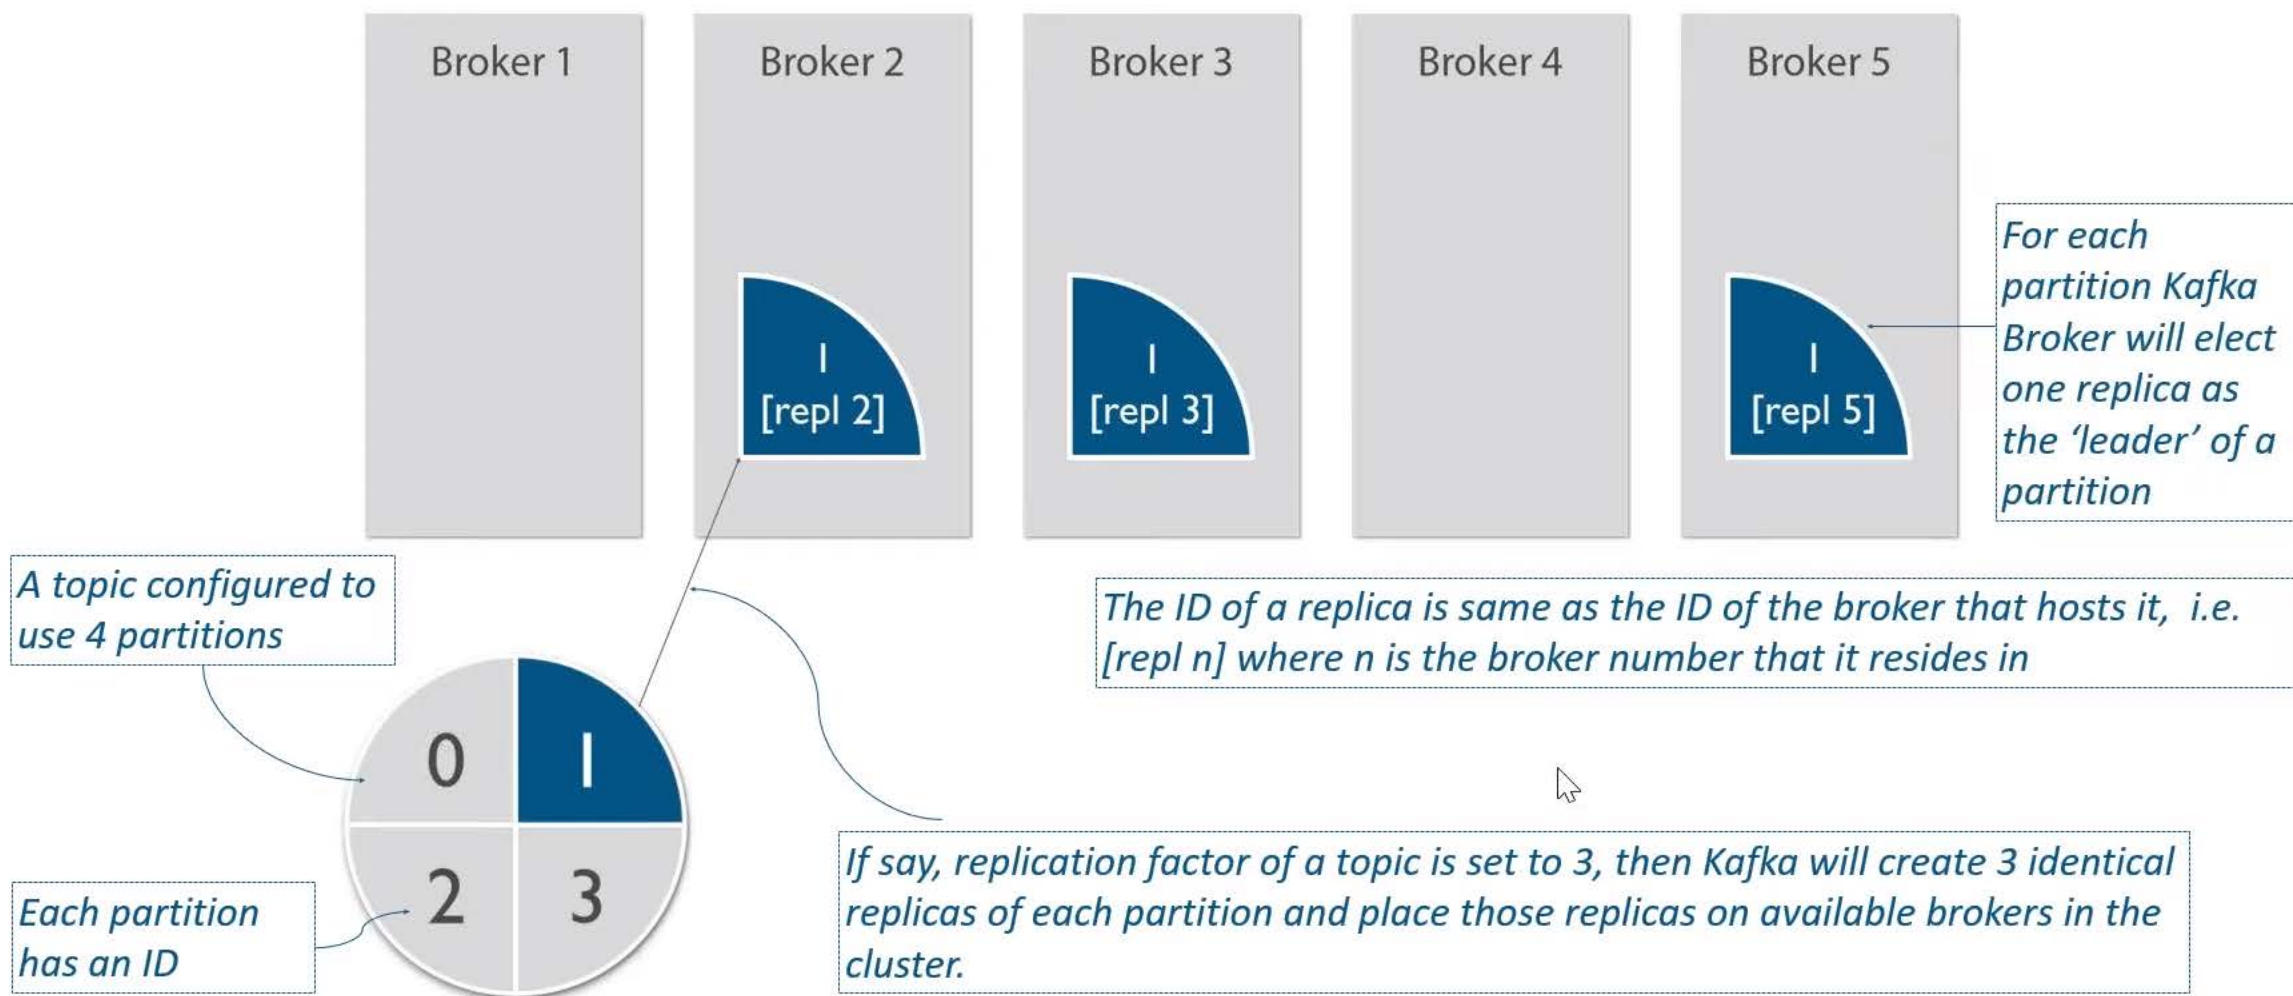 Broker 1
Broker 2
Broker 3
Broker 4
Broker 5
1
[repl 2]
1
[repl 3]
1
[repl 5]
For each
partition Kafka
Broker will elect
one replica as
the ‘leader’ of a
partition
A topic configured to
use 4 partitions
The ID of a replica is same as the ID of the broker that hosts it, i.e.
[repl n] where n is the broker number that it resides in
0
1
2
3
Each partition
has an ID
If say, replication factor of a topic is set to 3, then Kafka will create 3 identical
replicas of each partition and place those replicas on available brokers in the
cluster.